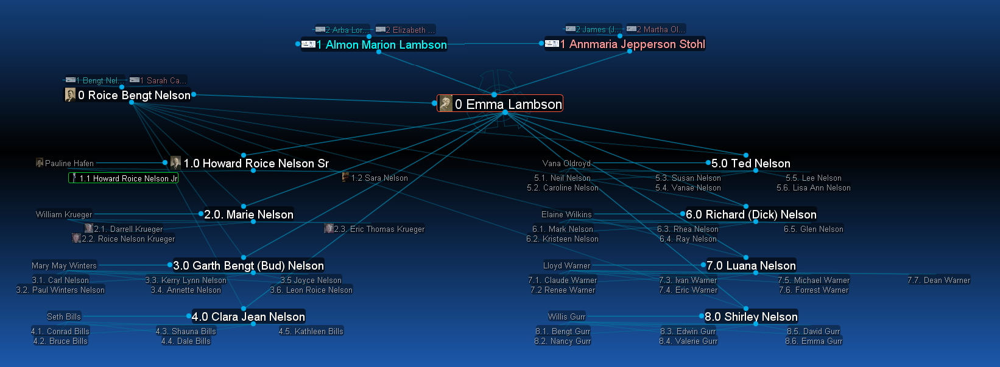 2 Arba Lor... 2 Elizabeth ...
2 James (J... 2 Martha Ol...
1 Almon Marion Lambson
1 Annmaria Jepperson Stohl
1 Bengt Nel... 1 Sarah Ca...
0 Roice Bengt Nelson
0 Emma Lambson
Pauline Hafen
1.0 Howard Roice Nelson Sr
1.1 Howard Roice Nelson Jr
1.2 Sara Nelson
William Krueger
2.0. Marie Nelson
2.1. Darrell Krueger
2.3. Eric Thomas Krueger
2.2. Roice Nelson Krueger
Mary May Winters
3.0 Garth Bengt (Bud) Nelson
3.1. Carl Nelson
3.3. Kerry Lynn Nelson
3.5 Joyce Nelson
3.2. Paul Winters Nelson
3.4. Annette Nelson
3.6. Leon Roice Nelson
Seth Bills
4.0 Clara Jean Nelson
4.1. Conrad Bills
4.3. Shauna Bills
4.5. Kathleen Bills
4.2. Bruce Bills
4.4. Dale Bills
Vana Oldroyd
5.0 Ted Nelson
5.1. Neil Nelson
5.3. Susan Nelson
5.5. Lee Nelson
5.2. Caroline Nelson
5.4. Vanae Nelson
5.6. Lisa Ann Nelson
Elaine Wilkins
6.0 Richard (Dick) Nelson
6.1. Mark Nelson
6.3. Rhea Nelson
6.5. Glen Nelson
6.2. Kristeen Nelson
6.4. Ray Nelson
Lloyd Warner
7.0 Luana Nelson
7.1. Claude Warner
7.3. Ivan Warner
7.5. Michael Warner
7.7. Dean Warner
7.2 Renee Warner
7.4. Eric Warner
7.6. Forrest Warner
Willis Gurr
8.0 Shirley Nelson
8.1. Bengt Gurr
8.3. Edwin Gurr
8.5. David Gurr
8.2. Nancy Gurr
8.4. Valerie Gurr
8.6. Emma Gurr